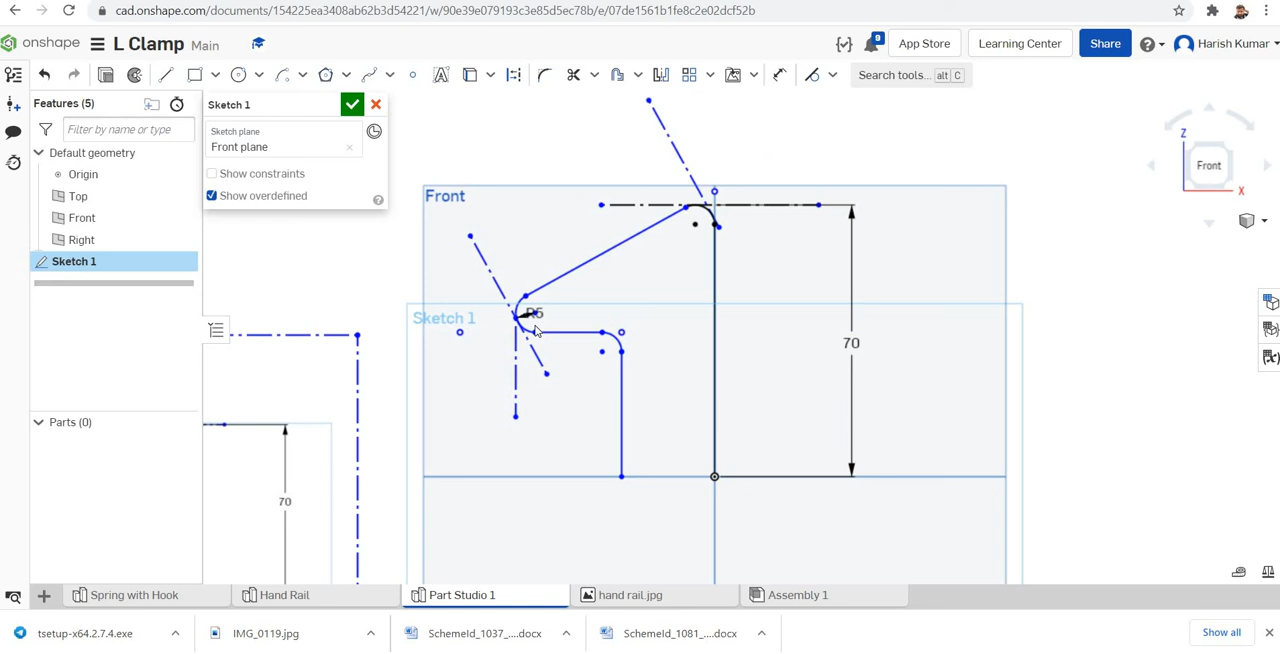 cad.onshape.com/documents/154225ea3408ab62b3d54221/w/90e39e079193c3e85d5ec78b/e/07de1561b1fe8c2e02dcf52b
onshape L Clamp Main 9 App Store Learning Center Share Harish Kumar
Search tools... alt C
Features (5)
Filter by name or type
Default geometry
Origin
Top
Front
Right
Sketch 1
Parts (0)
Sketch 1
Sketch plane
Front plane
Show constraints
Show overdefined
Front
Sketch 1
R5
70
70
Z
Front
X
Spring with Hook Hand Rail Part Studio 1 hand rail.jpg Assembly 1
tsetup-x64.2.7.4.exe IMG_0119.jpg SchemeId_1037_....docx SchemeId_1081_....docx Show all